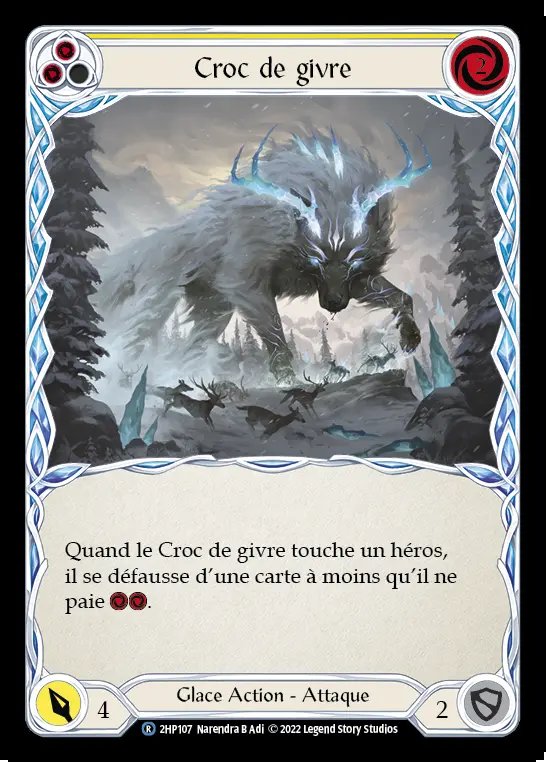 Croc de givre
2
Quand le Croc de givre touche un héros,
il se défausse d'une carte à moins qu'il ne
paie .
4
Glace Action - Attaque
2
R 2HP107 Narendra B Adi © 2022 Legend Story Studios